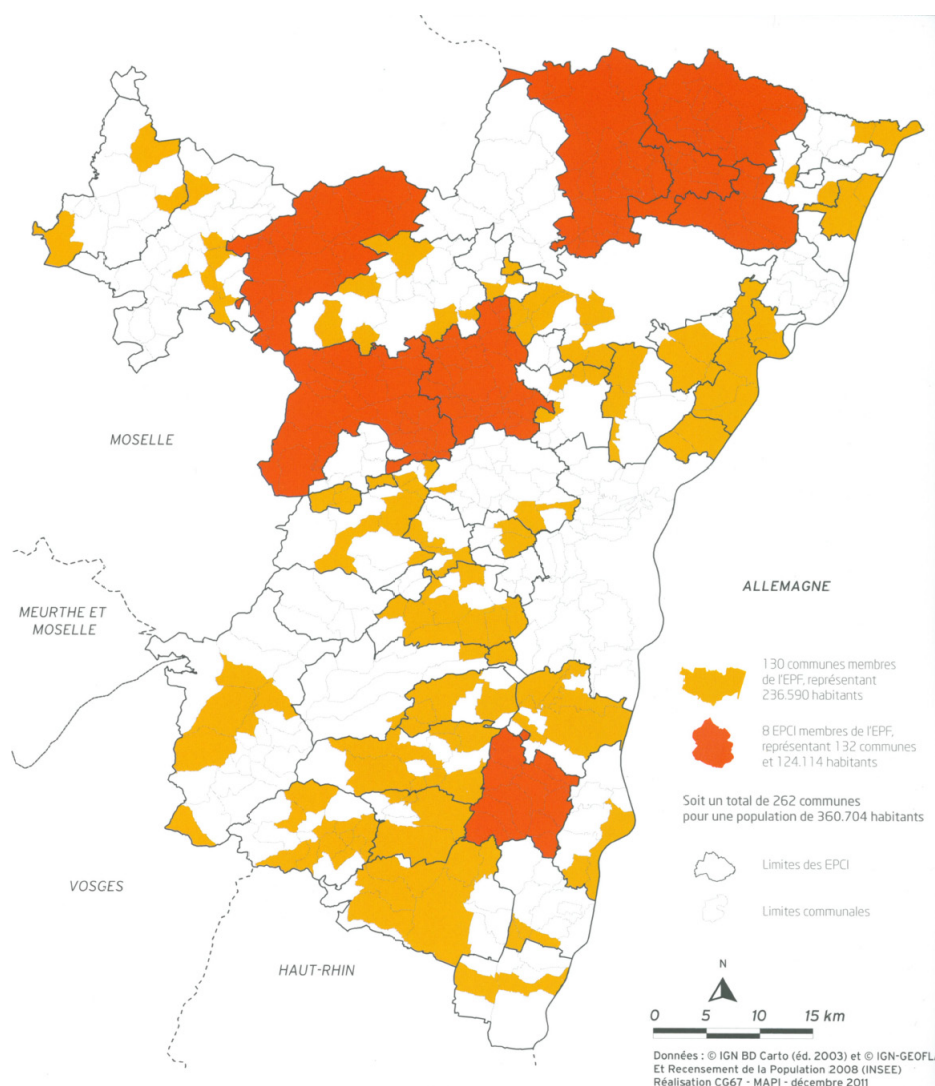 MOSELLE
MEURTHE ET
MOSELLE
ALLEMAGNE
130 communes membres
de l'EPF, représentant
236.590 habitants
8 EPCI membres de l'EPF,
représentant 132 communes
et 124.114 habitants
Soit un total de 262 communes
pour une population de 360.704 habitants
Limites des EPCI
Limites communales
VOSGES
HAUT-RHIN
N
0 5 10 15 km
Données : © IGN BD Carto (éd. 2003) et © IGN-GEOFL
Et Recensement de la Population 2008 (INSEE)
Réalisation CG67 - MAPI - décembre 2011